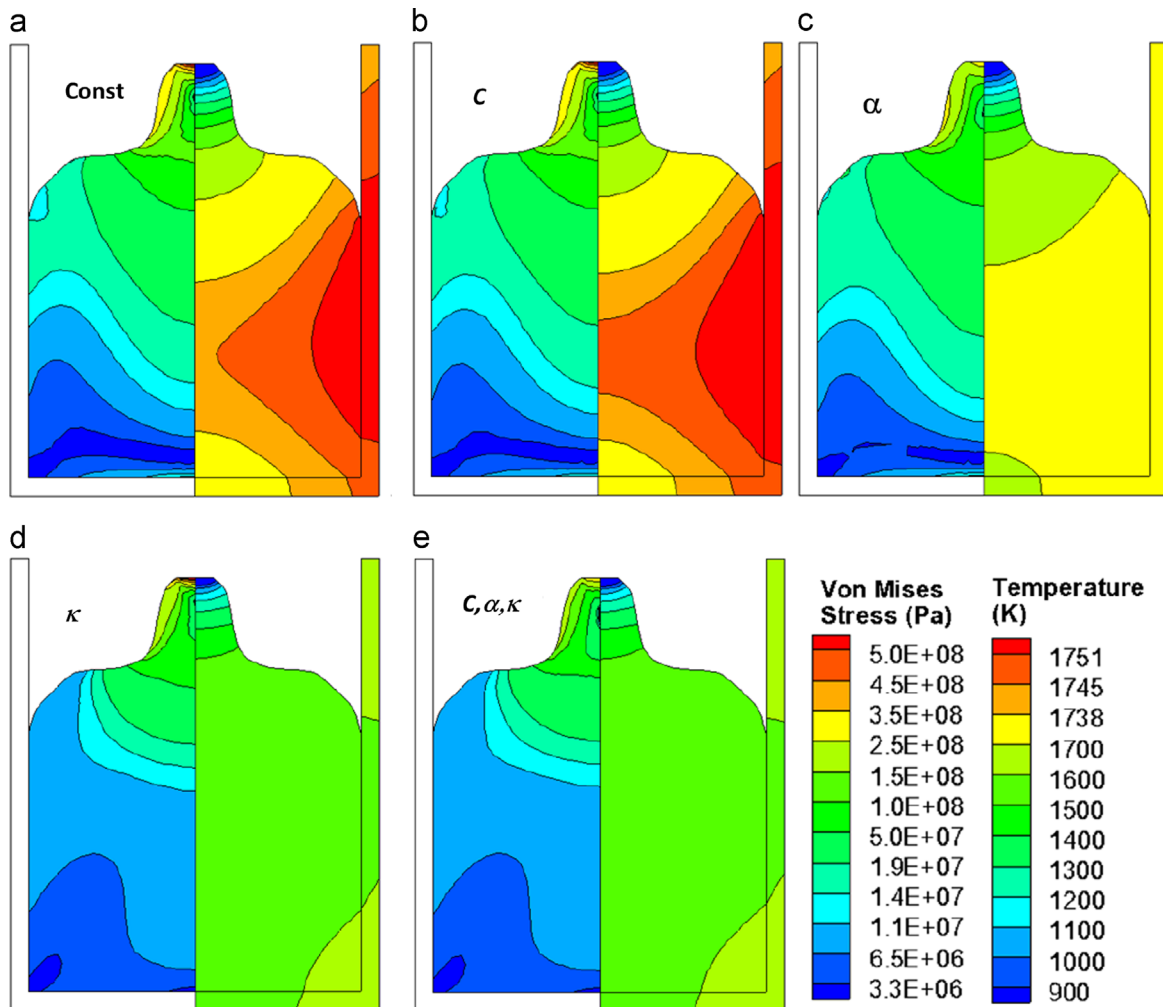 a
b
c
Const
C
α
d
e
κ
C,α,κ
Von Mises
Stress (Pa)
5.0E+08
4.5E+08
3.5E+08
2.5E+08
1.5E+08
1.0E+08
5.0E+07
1.9E+07
1.4E+07
1.1E+07
6.5E+06
3.3E+06
Temperature
(K)
1751
1745
1738
1700
1600
1500
1400
1300
1200
1100
1000
900